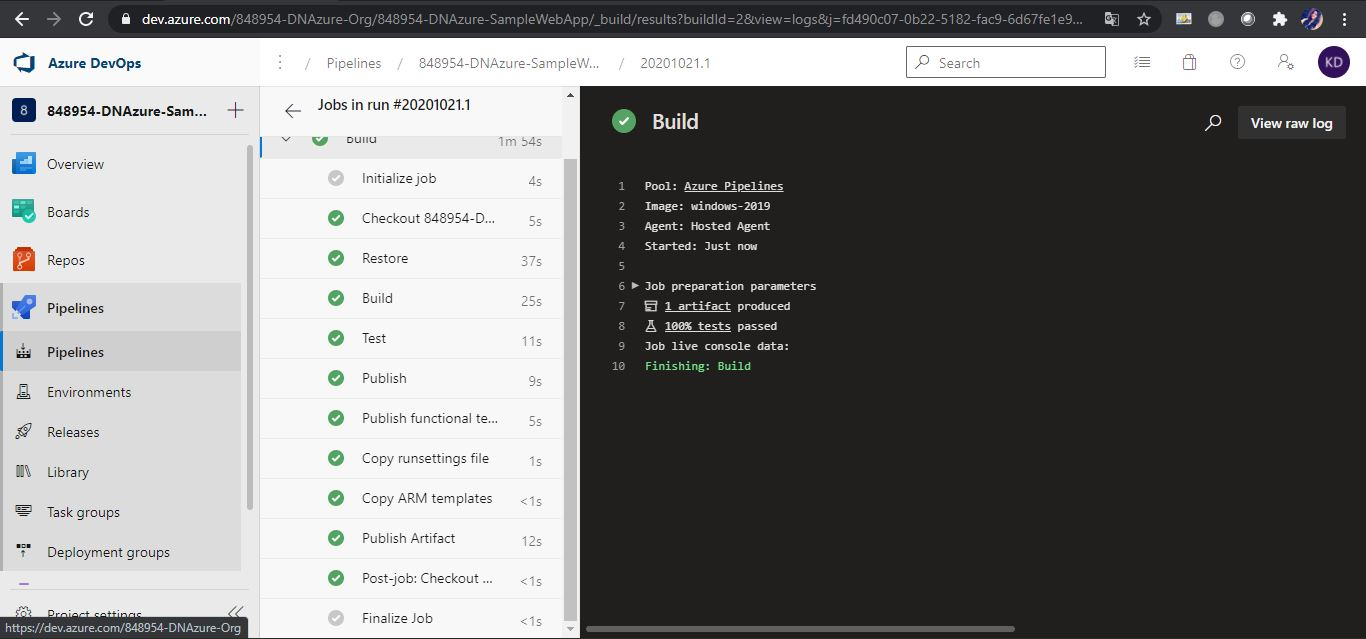 dev.azure.com/848954-DNAzure-Org/848954-DNAzure-SampleWebApp/_build/results?buildId=2&view=logs&j=fd490c07-0b22-5182-fac9-6d67fe1e9...
Azure DevOps
/ Pipelines / 848954-DNAzure-SampleW... / 20201021.1
Search
KD
8 848954-DNAzure-Sam...
Overview
Boards
Repos
Pipelines
Pipelines
Environments
Releases
Library
Task groups
Deployment groups
Project settings
https://dev.azure.com/848954-DNAzure-Org
Jobs in run #20201021.1
Build 1m 54s
Initialize job 4s
Checkout 848954-D... 5s
Restore 37s
Build 25s
Test 11s
Publish 9s
Publish functional te... 5s
Copy runsettings file 1s
Copy ARM templates <1s
Publish Artifact 12s
Post-job: Checkout ... <1s
Finalize Job <1s
Build
View raw log
1 Pool: Azure Pipelines
2 Image: windows-2019
3 Agent: Hosted Agent
4 Started: Just now
5
6 Job preparation parameters
7 1 artifact produced
8 100% tests passed
9 Job live console data:
10 Finishing: Build